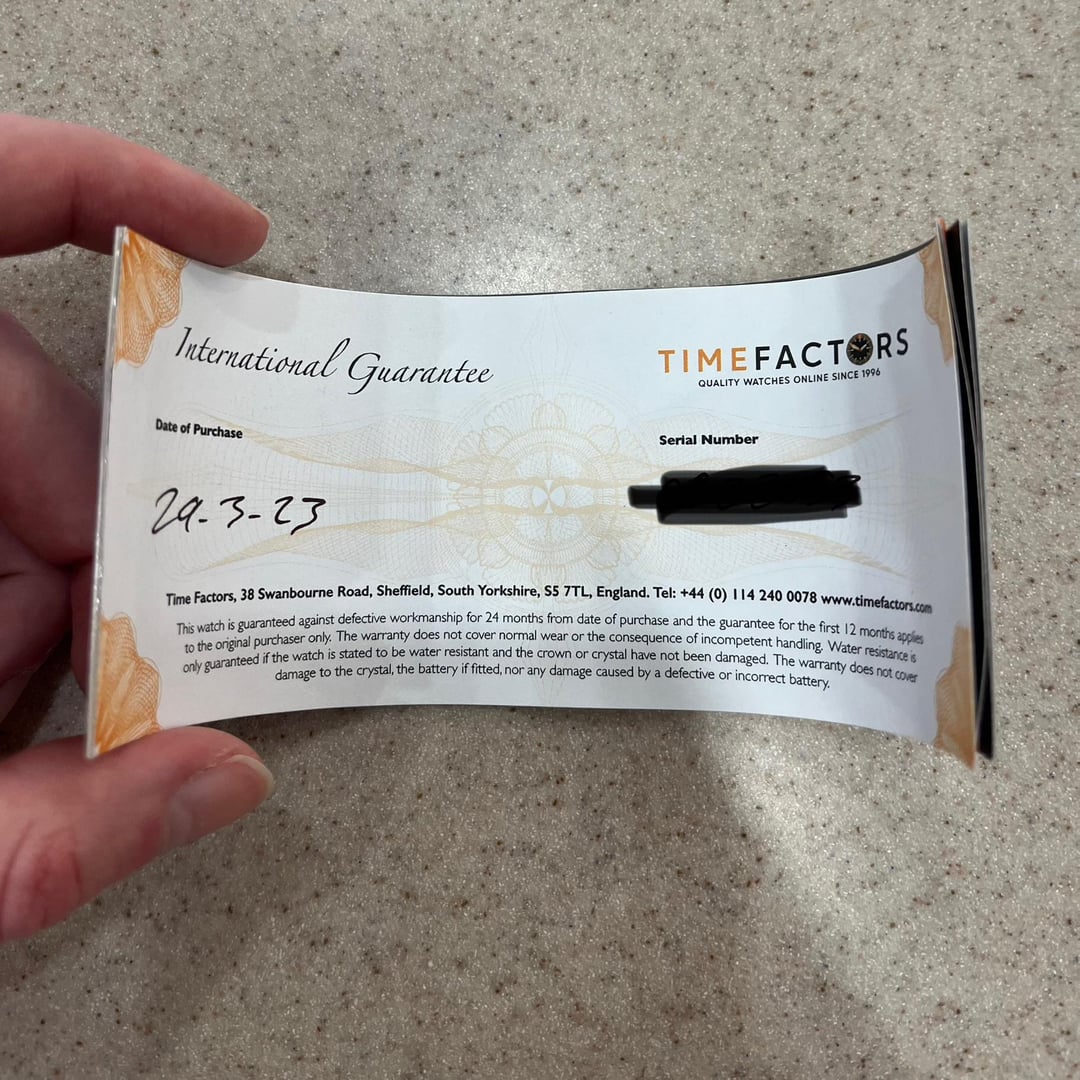 International Guarantee
TIMEFACTORS
QUALITY WATCHES ONLINE SINCE 1996
Date of Purchase
Serial Number
29-3-23
Time Factors, 38 Swanbourne Road, Sheffield, South Yorkshire, S5 7TL, England. Tel: +44 (0) 114 240 0078 www.timefactors.com
This watch is guaranteed against defective workmanship for 24 months from date of purchase and the guarantee for the first 12 months applies
to the original purchaser only. The warranty does not cover normal wear or the consequence of incompetent handling. Water resistance is
only guaranteed if the watch is stated to be water resistant and the crown or crystal have not been damaged. The warranty does not cover
damage to the crystal, the battery if fitted, nor any damage caused by a defective or incorrect battery.